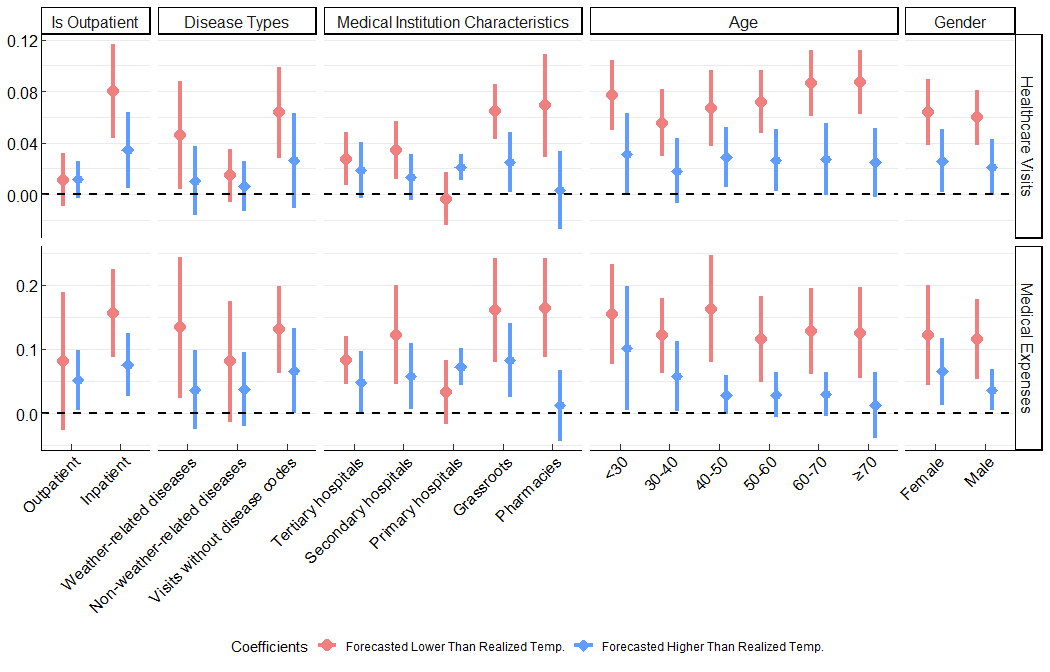 Is Outpatient
Disease Types
Medical Institution Characteristics
Age
Gender
0.12
0.08
0.04
0.00
Healthcare Visits
0.2
0.1
0.0
Medical Expenses
Outpatient
Inpatient
Weather-related diseases
Non-weather-related diseases
Visits without disease codes
Tertiary hospitals
Secondary hospitals
Primary hospitals
Grassroots
Pharmacies
<30
30-40
40-50
50-60
60-70
≥70
Female
Male
Coefficients Forecasted Lower Than Realized Temp. Forecasted Higher Than Realized Temp.